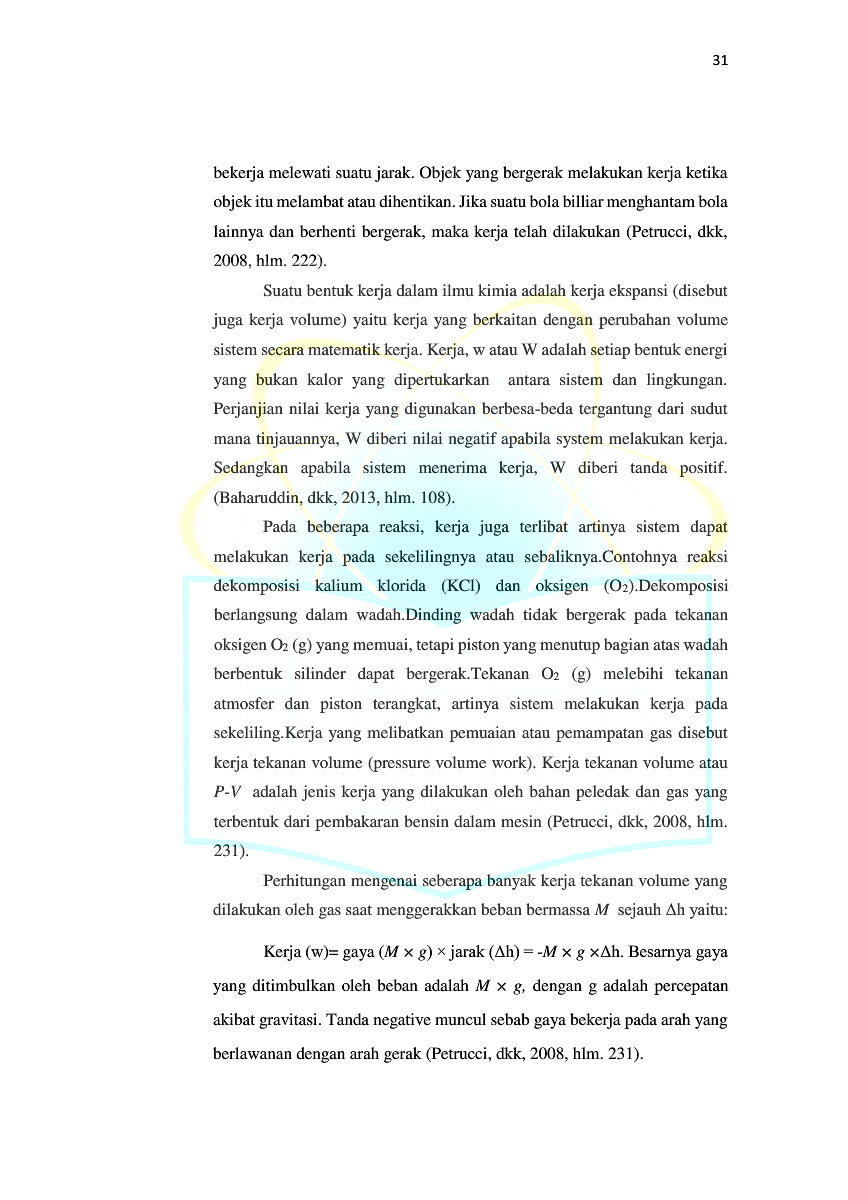 31
bekerja melewati suatu jarak. Objek yang bergerak melakukan kerja ketika
objek itu melambat atau dihentikan. Jika suatu bola billiar menghantam bola
lainnya dan berhenti bergerak, maka kerja telah dilakukan (Petrucci, dkk,
2008, hlm. 222).
Suatu bentuk kerja dalam ilmu kimia adalah kerja ekspansi (disebut
juga kerja volume) yaitu kerja yang berkaitan dengan perubahan volume
sistem secara matematik kerja. Kerja, w atau W adalah setiap bentuk energi
yang bukan kalor yang dipertukarkan antara sistem dan lingkungan.
Perjanjian nilai kerja yang digunakan berbesa-beda tergantung dari sudut
mana tinjauannya, W diberi nilai negatif apabila system melakukan kerja.
Sedangkan apabila sistem menerima kerja, W diberi tanda positif.
(Baharuddin, dkk, 2013, hlm. 108).
Pada beberapa reaksi, kerja juga terlibat artinya sistem dapat
melakukan kerja pada sekelilingnya atau sebaliknya.Contohnya reaksi
dekomposisi kalium klorida (KCl) dan oksigen (O₂).Dekomposisi
berlangsung dalam wadah.Dinding wadah tidak bergerak pada tekanan
oksigen O₂ (g) yang memuai, tetapi piston yang menutup bagian atas wadah
berbentuk silinder dapat bergerak.Tekanan O₂ (g) melebihi tekanan
atmosfer dan piston terangkat, artinya sistem melakukan kerja pada
sekeliling.Kerja yang melibatkan pemuaian atau pemampatan gas disebut
kerja tekanan volume (pressure volume work). Kerja tekanan volume atau
P-V adalah jenis kerja yang dilakukan oleh bahan peledak dan gas yang
terbentuk dari pembakaran bensin dalam mesin (Petrucci, dkk, 2008, hlm.
231).
Perhitungan mengenai seberapa banyak kerja tekanan volume yang
dilakukan oleh gas saat menggerakkan beban bermassa M sejauh Δh yaitu:
Kerja (w)= gaya (M × g) × jarak (Δh) = -M × g ×Δh. Besarnya gaya
yang ditimbulkan oleh beban adalah M × g, dengan g adalah percepatan
akibat gravitasi. Tanda negative muncul sebab gaya bekerja pada arah yang
berlawanan dengan arah gerak (Petrucci, dkk, 2008, hlm. 231).